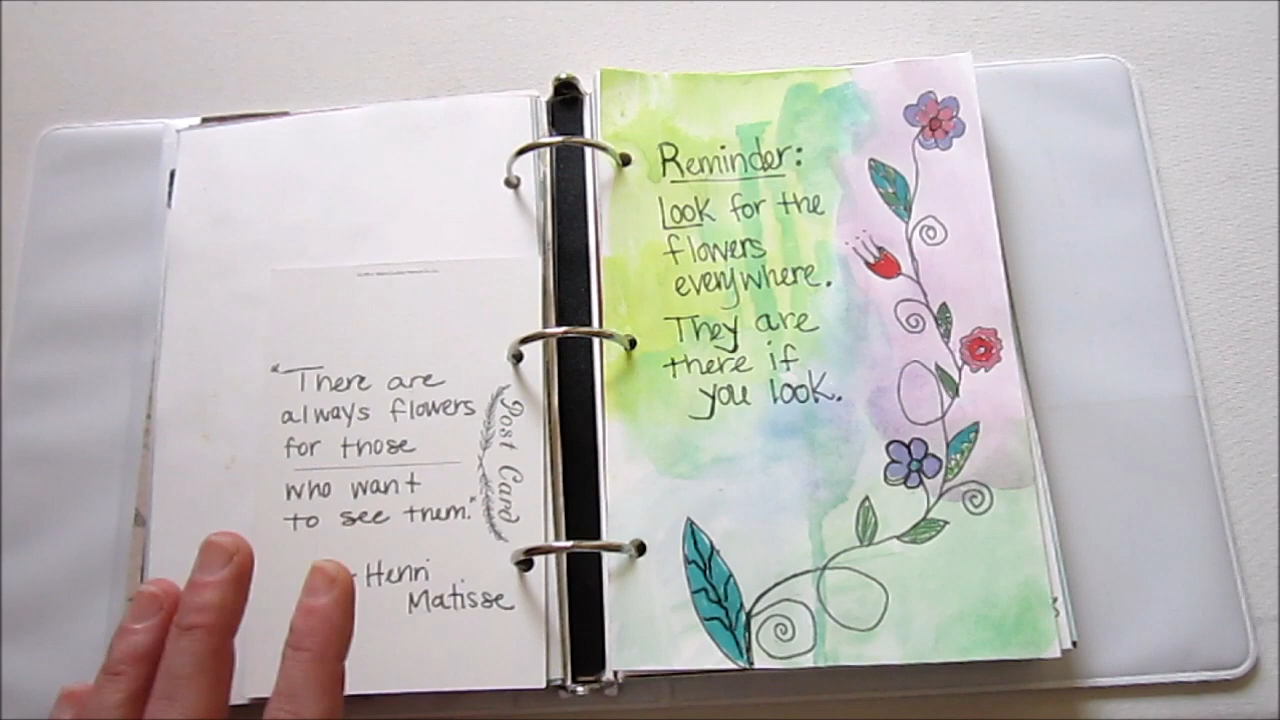 "There are
always flowers
for those
who want
to see them."
- Henri
Matisse
Post Card
Reminder:
Look for the
flowers
everywhere.
They are
there if
you look.